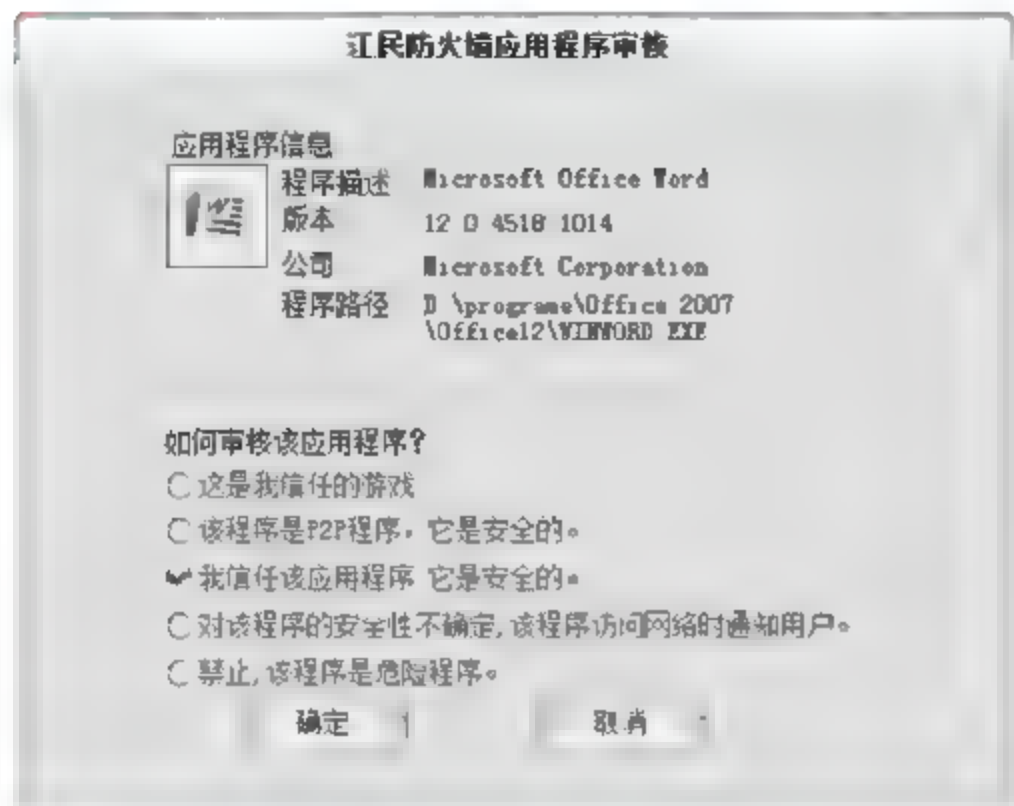 江民防火墙应用程序审核
应用程序信息
程序描述 Microsoft Office Word
版本 12 0 4518 1014
公司 Microsoft Corporation
程序路径 D \programs\Office 2007
\Office12\WINWORD EXE
如何审核该应用程序?
这是我信任的游戏
该程序是P2P程序，它是安全的。
我信任该应用程序 它是安全的。
对该程序的安全性不确定,该程序访问网络时通知用户。
禁止,该程序是危险程序。
确定 取消